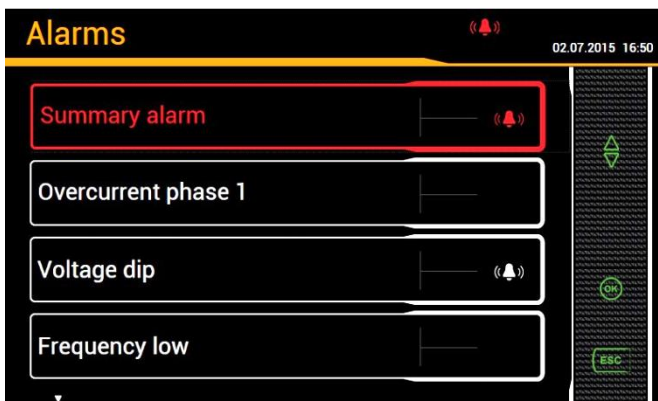 Alarms
02.07.2015 16:50
Summary alarm
Overcurrent phase 1
Voltage dip
OK
Frequency low
ESC